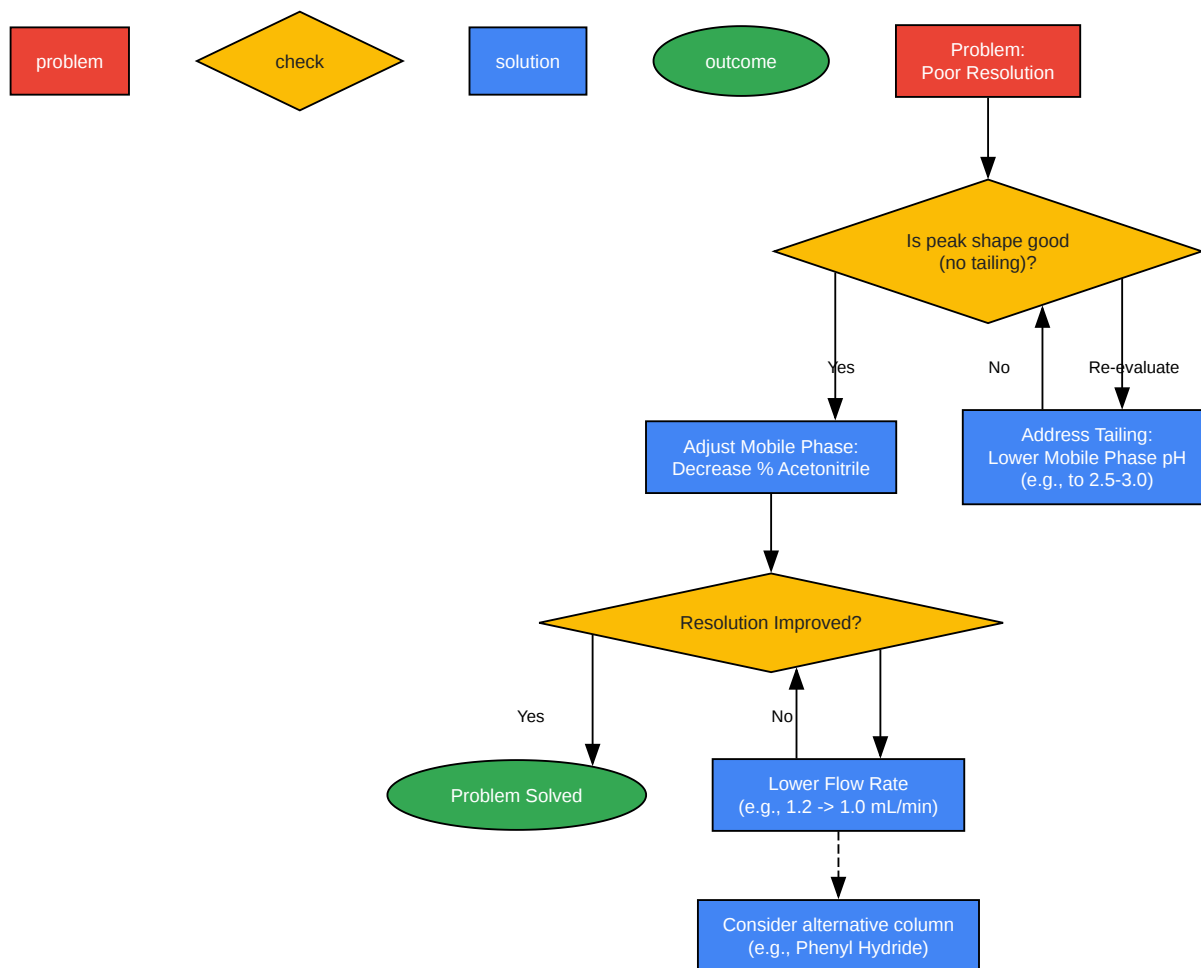 problem
check
solution
outcome
Problem:
Poor Resolution
Is peak shape good
(no tailing)?
Yes
No
Re-evaluate
Adjust Mobile Phase:
Decrease % Acetonitrile
Address Tailing:
Lower Mobile Phase pH
(e.g., to 2.5-3.0)
Resolution Improved?
Yes
No
Problem Solved
Lower Flow Rate
(e.g., 1.2 -> 1.0 mL/min)
Consider alternative column
(e.g., Phenyl Hydride)